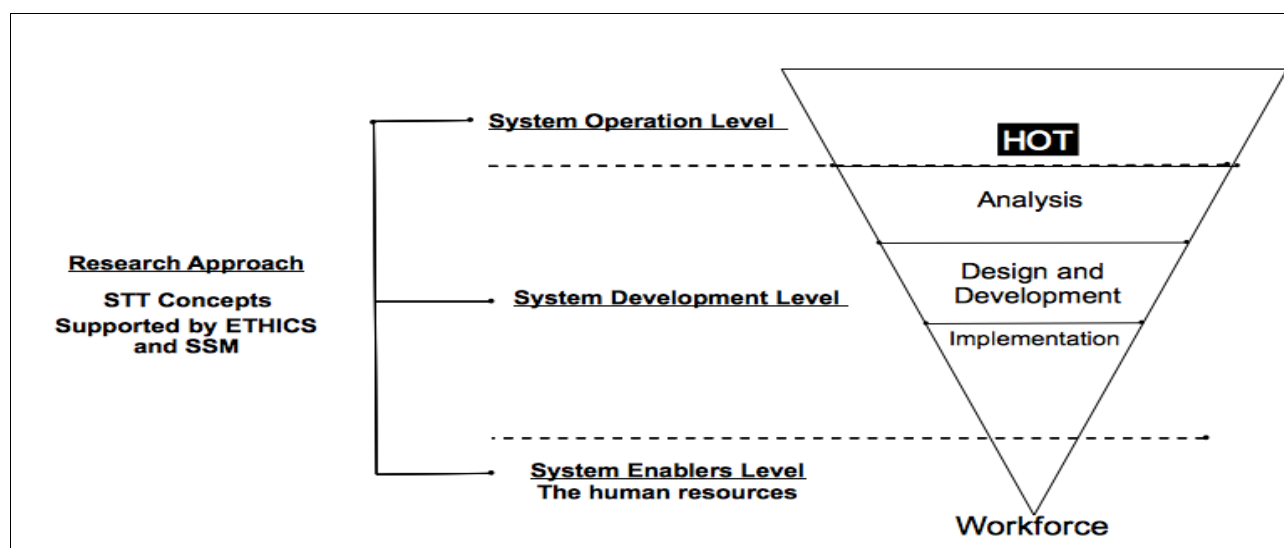 System Operation Level
HOT
Analysis
Research Approach
STT Concepts
Supported by ETHICS
and SSM
System Development Level
Design and
Development
Implementation
System Enablers Level
The human resources
Workforce